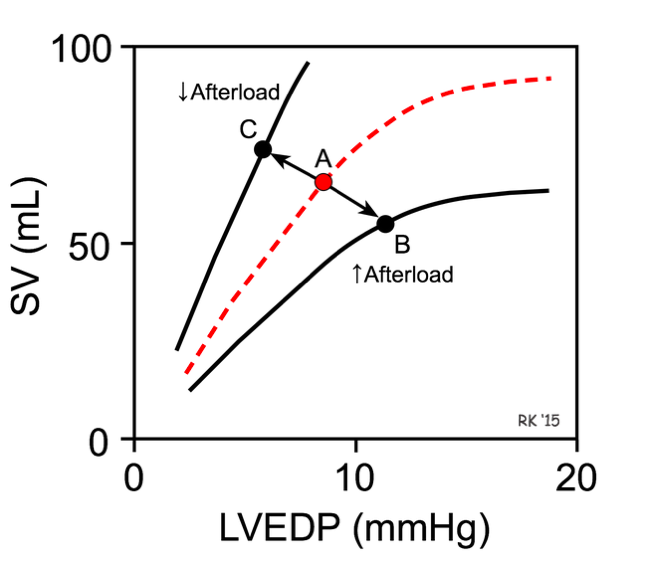 100
↓Afterload
C
A
SV (mL)
50
B
↑Afterload
RK '15
0
0
10
20
LVEDP (mmHg)